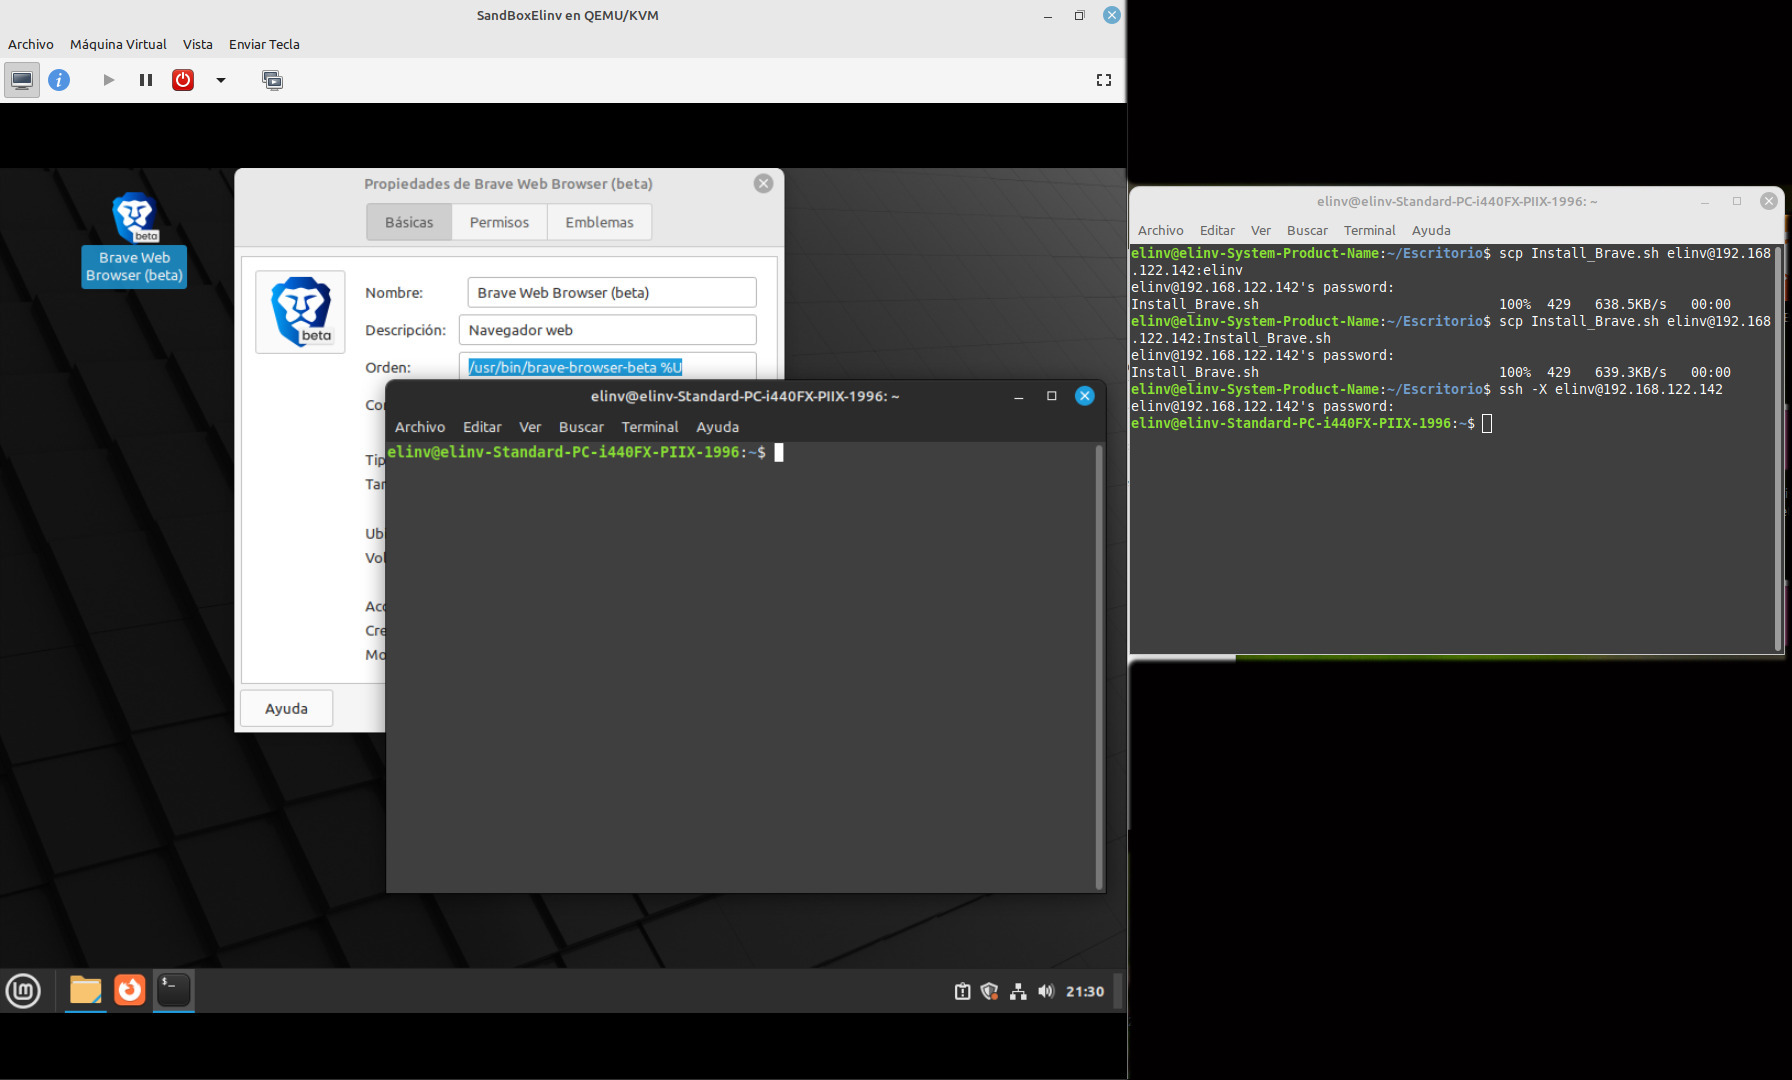 SandBoxElinv en QEMU/KVM
Archivo Máquina Virtual Vista Enviar Tecla
beta
Brave Web
Browser (beta)
Propiedades de Brave Web Browser (beta)
Básicas Permisos Emblemas
beta
Nombre: Brave Web Browser (beta)
Descripción: Navegador web
Orden: /usr/bin/brave-browser-beta %U
Co
Tip
Tar
Ubi
Vol
Acc
Cre
Mo
Ayuda
elinv@elinv-Standard-PC-i440FX-PIIX-1996: ~
Archivo Editar Ver Buscar Terminal Ayuda
elinv@elinv-Standard-PC-i440FX-PIIX-1996:~$
21:30
elinv@elinv-Standard-PC-i440FX-PIIX-1996: ~
Archivo Editar Ver Buscar Terminal Ayuda
elinv@elinv-System-Product-Name:~/Escritorio$ scp Install_Brave.sh elinv@192.168
.122.142:elinv
elinv@192.168.122.142's password:
Install_Brave.sh 100% 429 638.5KB/s 00:00
elinv@elinv-System-Product-Name:~/Escritorio$ scp Install_Brave.sh elinv@192.168
.122.142:Install_Brave.sh
elinv@192.168.122.142's password:
Install_Brave.sh 100% 429 639.3KB/s 00:00
elinv@elinv-System-Product-Name:~/Escritorio$ ssh -X elinv@192.168.122.142
elinv@192.168.122.142's password:
elinv@elinv-Standard-PC-i440FX-PIIX-1996:~$